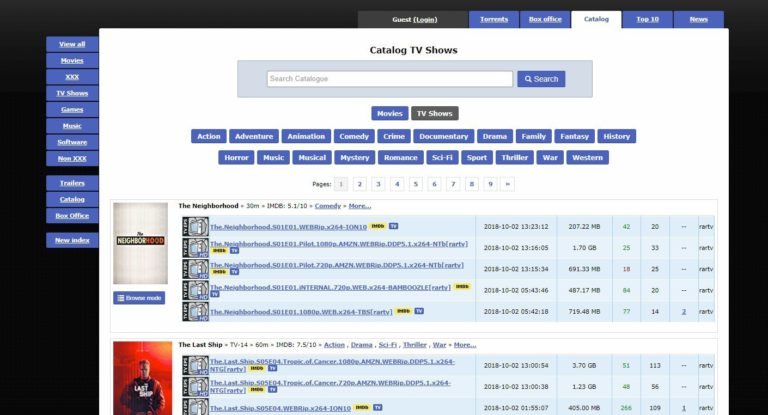 Guest (Login) Torrents Box office Catalog Top 10 News
View all
Movies
XXX
TV Shows
Games
Music
Software
Non XXX
Trailers
Catalog
Box Office
New index
Catalog TV Shows
Search Catalogue Search
Movies TV Shows
Action Adventure Animation Comedy Crime Documentary Drama Family Fantasy History
Horror Music Musical Mystery Romance Sci-Fi Sport Thriller War Western
Pages: 1 2 3 4 5 6 7 8 9 »
The Neighborhood » 30m » IMDB: 5.1/10 » Comedy » More...
The NEIGHBORHOOD
Browse mode
The.Neighborhood.S01E01.WEBRip.x264-ION10 IMDb TV 2018-10-02 13:23:12 207.22 MB 42 20 -- rartv
The.Neighborhood.S01E01.Pilot.1080p.AMZN.WEBRip.DDP5.1.x264-NTb[rartv] IMDb TV 2018-10-02 13:16:05 1.70 GB 25 33 -- rartv
The.Neighborhood.S01E01.Pilot.720p.AMZN.WEBRip.DDP5.1.x264-NTb[rartv] IMDb TV 2018-10-02 13:15:34 691.33 MB 18 25 -- rartv
The.Neighborhood.S01E01.iNTERNAL.720p.WEB.x264-BAMBOOZLE[rartv] IMDb TV 2018-10-02 05:43:46 487.17 MB 84 20 -- rartv
The.Neighborhood.S01E01.1080p.WEB.x264-TBS[rartv] IMDb TV 2018-10-02 05:42:18 719.48 MB 77 14 2 rartv
The Last Ship » TV-14 » 60m » IMDB: 7.5/10 » Action , Drama , Sci-Fi , Thriller , War » More...
LAST SHIP
The.Last.Ship.S05E04.Tropic.of.Cancer.1080p.AMZN.WEBRip.DDP5.1.x264-
NTG[rartv] IMDb TV 2018-10-02 13:00:54 3.70 GB 51 113 -- rartv
The.Last.Ship.S05E04.Tropic.of.Cancer.720p.AMZN.WEBRip.DDP5.1.x264-
NTG[rartv] IMDb TV 2018-10-02 13:00:38 1.23 GB 48 56 -- rartv
The.Last.Ship.S05E04.WEBRip.x264-ION10 IMDb TV 2018-10-02 01:55:07 405.00 MB 266 109 1 rartv